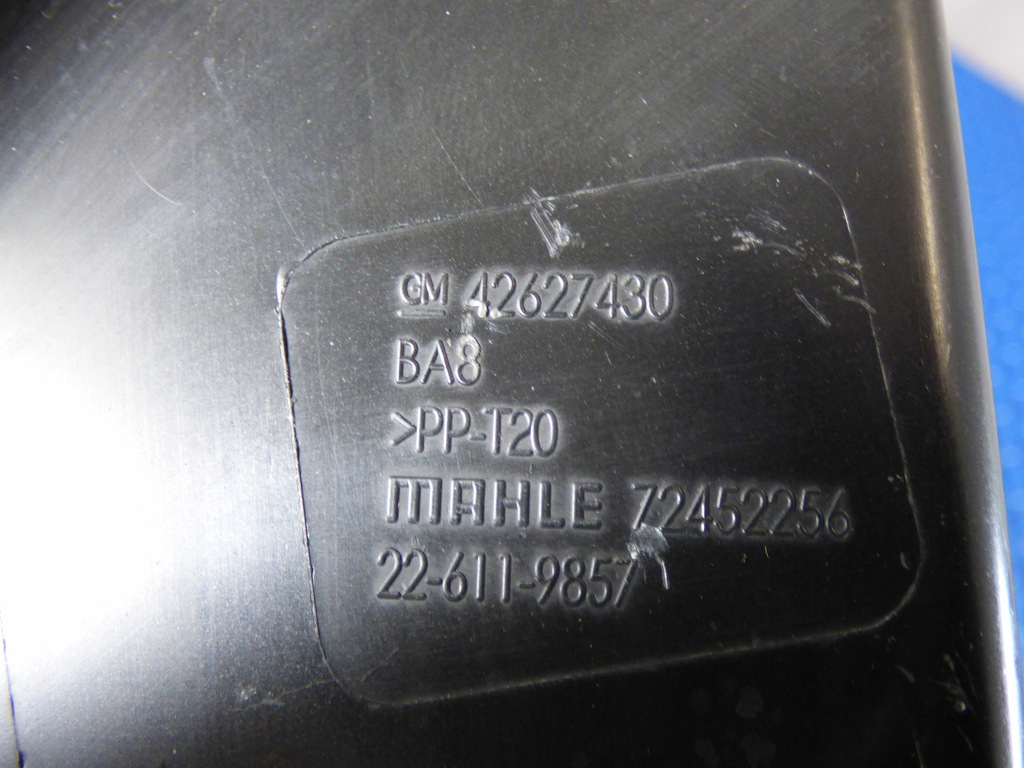 GM 42627430
BA8
>PP-T20
MAHLE 72452256
22-611-9857